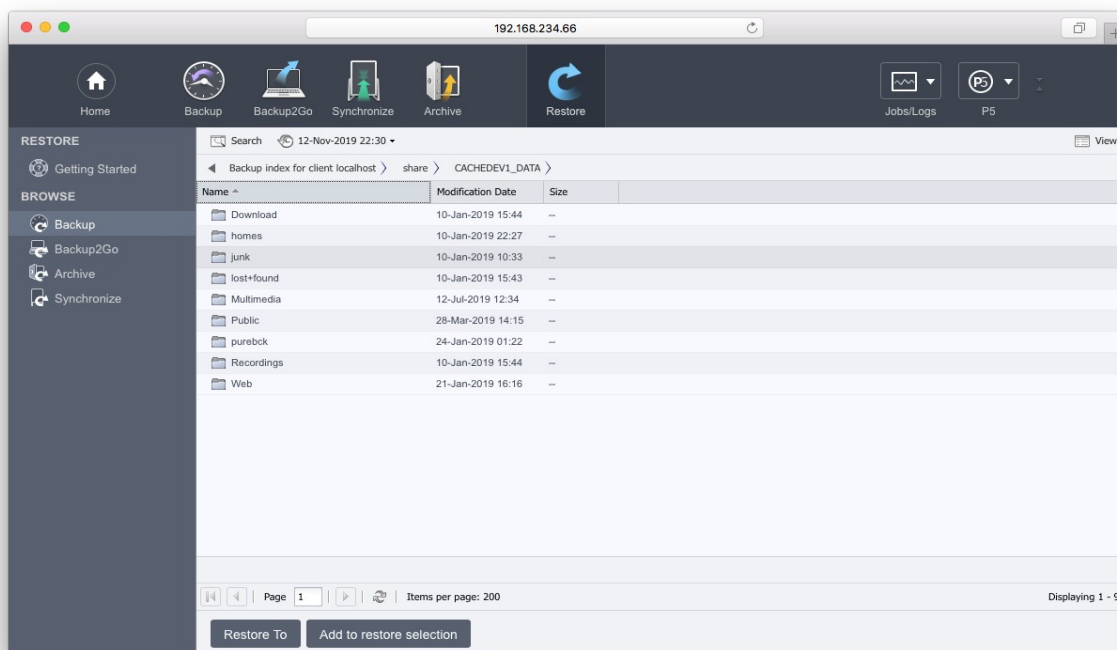 192.168.234.66
Home
Backup
Backup2Go
Synchronize
Archive
Restore
Jobs/Logs
P5
P5
RESTORE
Getting Started
BROWSE
Backup
Backup2Go
Archive
Synchronize
Search 12-Nov-2019 22:30
View
Backup index for client localhost share CACHEDEV1_DATA
Name Modification Date Size
Download 10-Jan-2019 15:44 --
homes 10-Jan-2019 22:27 --
junk 10-Jan-2019 10:33 --
lost+found 10-Jan-2019 15:43 --
Multimedia 12-Jul-2019 12:34 --
Public 28-Mar-2019 14:15 --
purebck 24-Jan-2019 01:22 --
Recordings 10-Jan-2019 15:44 --
Web 21-Jan-2019 16:16 --
Page 1 Items per page: 200 Displaying 1 - 9
Restore To Add to restore selection